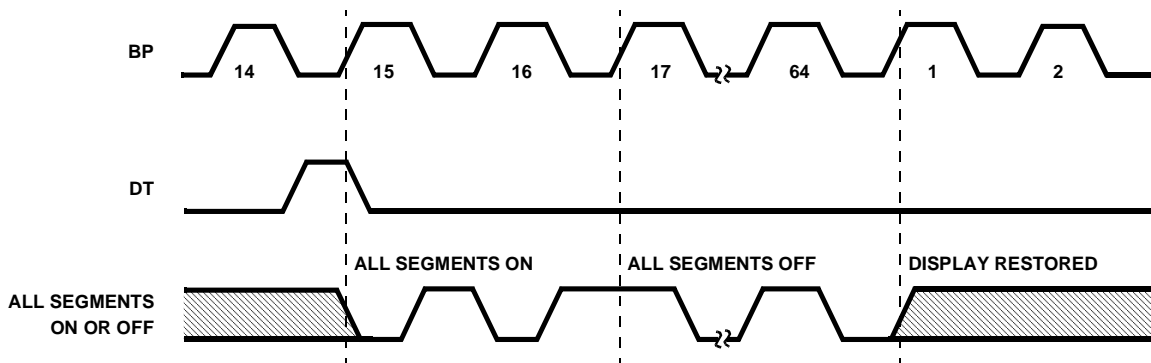 BP
14
15
16
17
64
1
2
DT
ALL SEGMENTS ON
ALL SEGMENTS OFF
DISPLAY RESTORED
ALL SEGMENTS
ON OR OFF